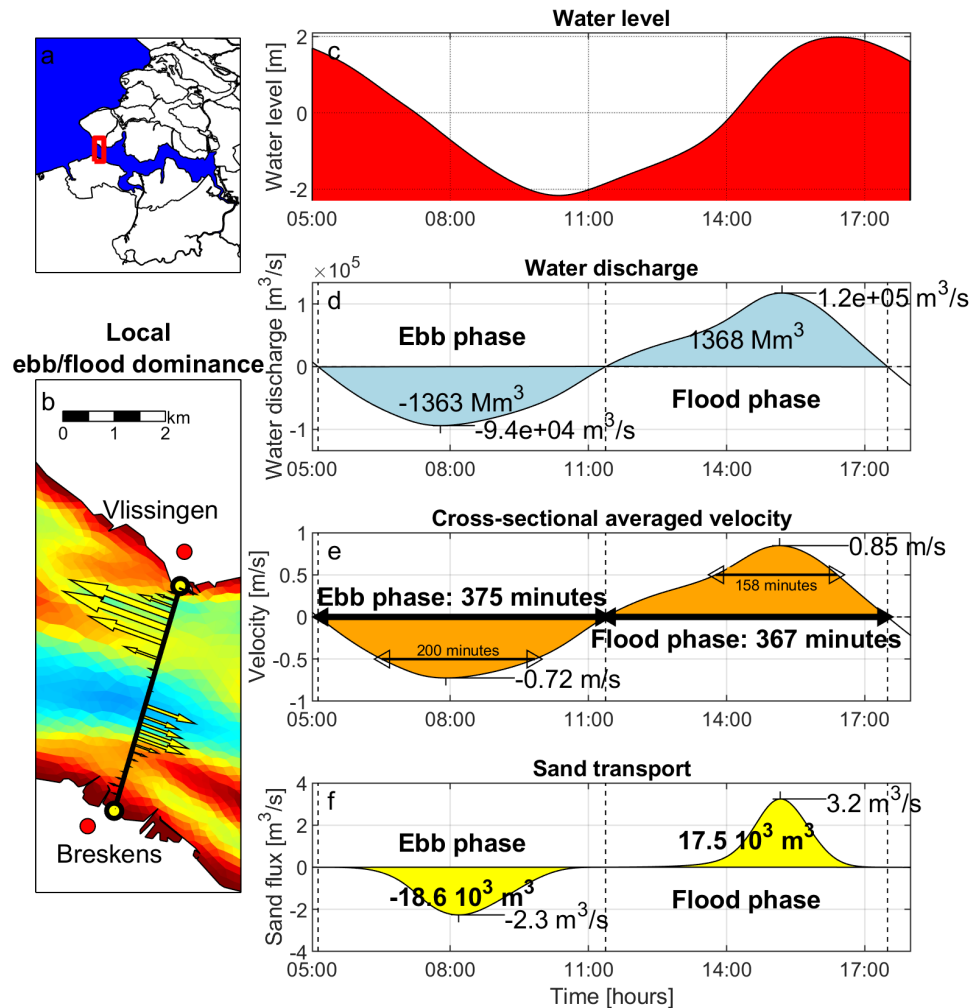 a
Local
ebb/flood dominance
b
km
0 1 2
Vlissingen
Breskens
Water level
c
Water level [m]
2
0
-2
05:00 08:00 11:00 14:00 17:00
Water discharge
×10^5
d
Water discharge [m^3/s]
1
0
-1
Ebb phase
1368 Mm^3
1.2e+05 m^3/s
-1363 Mm^3
Flood phase
-9.4e+04 m^3/s
05:00 08:00 11:00 14:00 17:00
Cross-sectional averaged velocity
e
Velocity [m/s]
1
0.5
0
-0.5
-1
0.85 m/s
158 minutes
Ebb phase: 375 minutes
Flood phase: 367 minutes
200 minutes
-0.72 m/s
05:00 08:00 11:00 14:00 17:00
Sand transport
f
Sand flux [m^3/s]
4
2
0
-2
-4
3.2 m^3/s
Ebb phase
17.5 10^3 m^3
-18.6 10^3 m^3
Flood phase
-2.3 m^3/s
05:00 08:00 11:00 14:00 17:00
Time [hours]